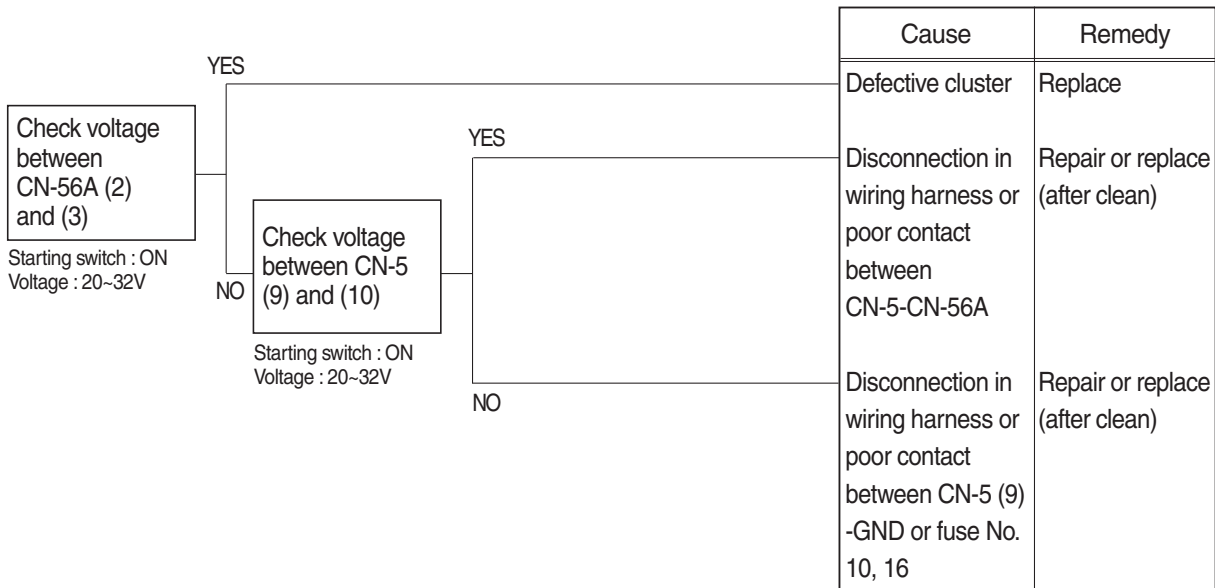 Cause
Remedy
YES
Defective cluster
Replace
Check voltage
between
CN-56A (2)
and (3)
Starting switch : ON
Voltage : 20~32V
YES
Disconnection in
wiring harness or
poor contact
between
CN-5-CN-56A
Repair or replace
(after clean)
NO
Check voltage
between CN-5
(9) and (10)
Starting switch : ON
Voltage : 20~32V
NO
Disconnection in
wiring harness or
poor contact
between CN-5 (9)
-GND or fuse No.
10, 16
Repair or replace
(after clean)